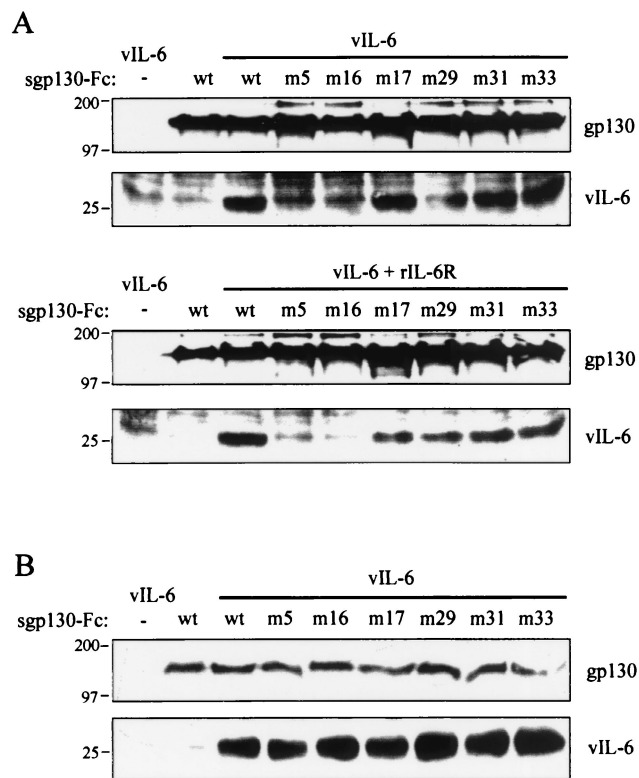 A
vIL-6 vIL-6
sgp130-Fc: - wt wt m5 m16 m17 m29 m31 m33
200
97
gp130
25
vIL-6
vIL-6 vIL-6 + rIL-6R
sgp130-Fc: - wt wt m5 m16 m17 m29 m31 m33
200
97
gp130
25
vIL-6
B
vIL-6 vIL-6
sgp130-Fc: - wt wt m5 m16 m17 m29 m31 m33
200
97
gp130
25
vIL-6